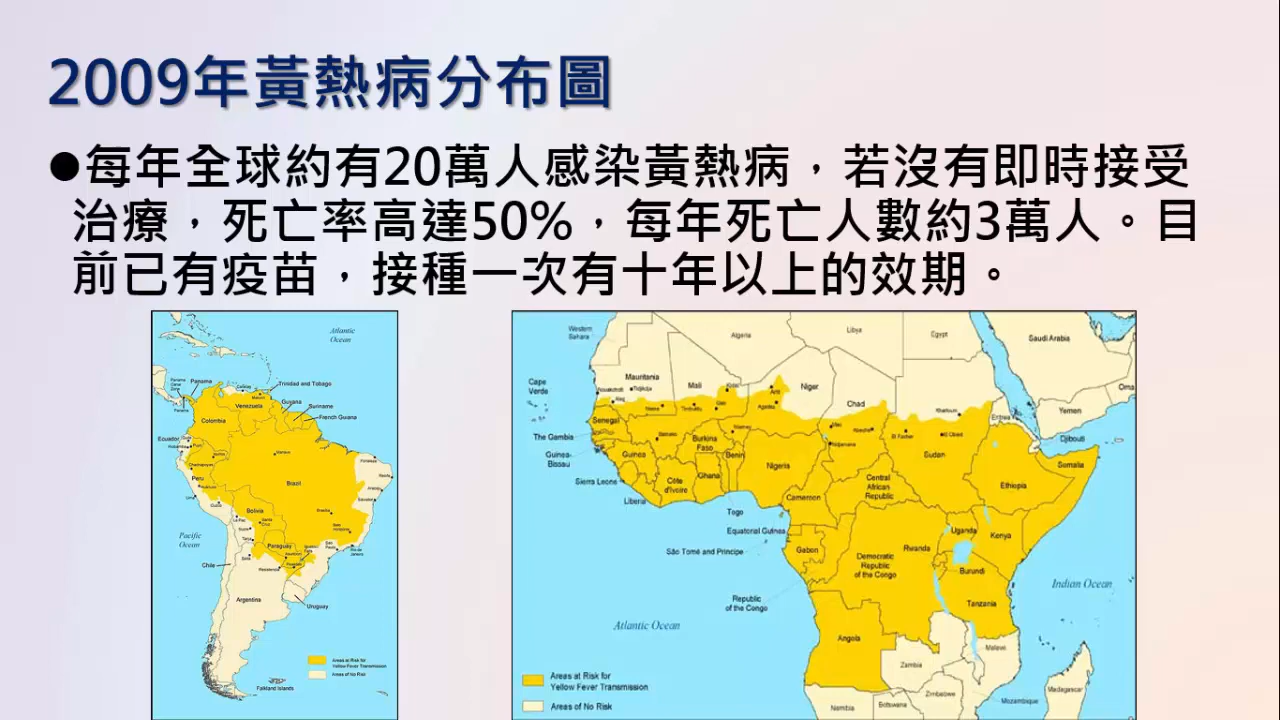 2009年黃熱病分布圖
●每年全球約有20萬人感染黃熱病，若沒有即時接受
治療，死亡率高達50%，每年死亡人數約3萬人。目
前已有疫苗，接種一次有十年以上的效期。
Atlantic
Ocean
Panama
Trinidad and Tobago
Venezuela
Guyana
Suriname
French Guiana
Colombia
Ecuador
Peru
Brazil
Bolivia
Pacific
Ocean
Paraguay
Chile
Argentina
Uruguay
Areas at Risk for
Yellow Fever Transmission
Areas of No Risk
Falkland Islands
Western
Sahara
Algeria
Libya
Egypt
Saudi Arabia
Cape
Verde
Mauritania
Mali
Niger
Chad
Oma
Yemen
Eritrea
Djibouti
Senegal
The Gambia
Guinea-
Bissau
Guinea
Burkina
Faso
Benin
Nigeria
Sudan
Somalia
Sierra Leone
Côte
d'Ivoire
Ghana
Central
African
Republic
Ethiopia
Liberia
Togo
Cameroon
Equatorial Guinea
Uganda
Kenya
São Tomé and Principe
Gabon
Rwanda
Democratic
Republic
of the Congo
Burundi
Indian Ocean
Republic
of the Congo
Tanzania
Atlantic Ocean
Angola
Malawi
Zambia
Areas at Risk for
Yellow Fever Transmission
Areas of No Risk
Zimbabwe
Madagascar
Namibia
Botswana
Mozambique